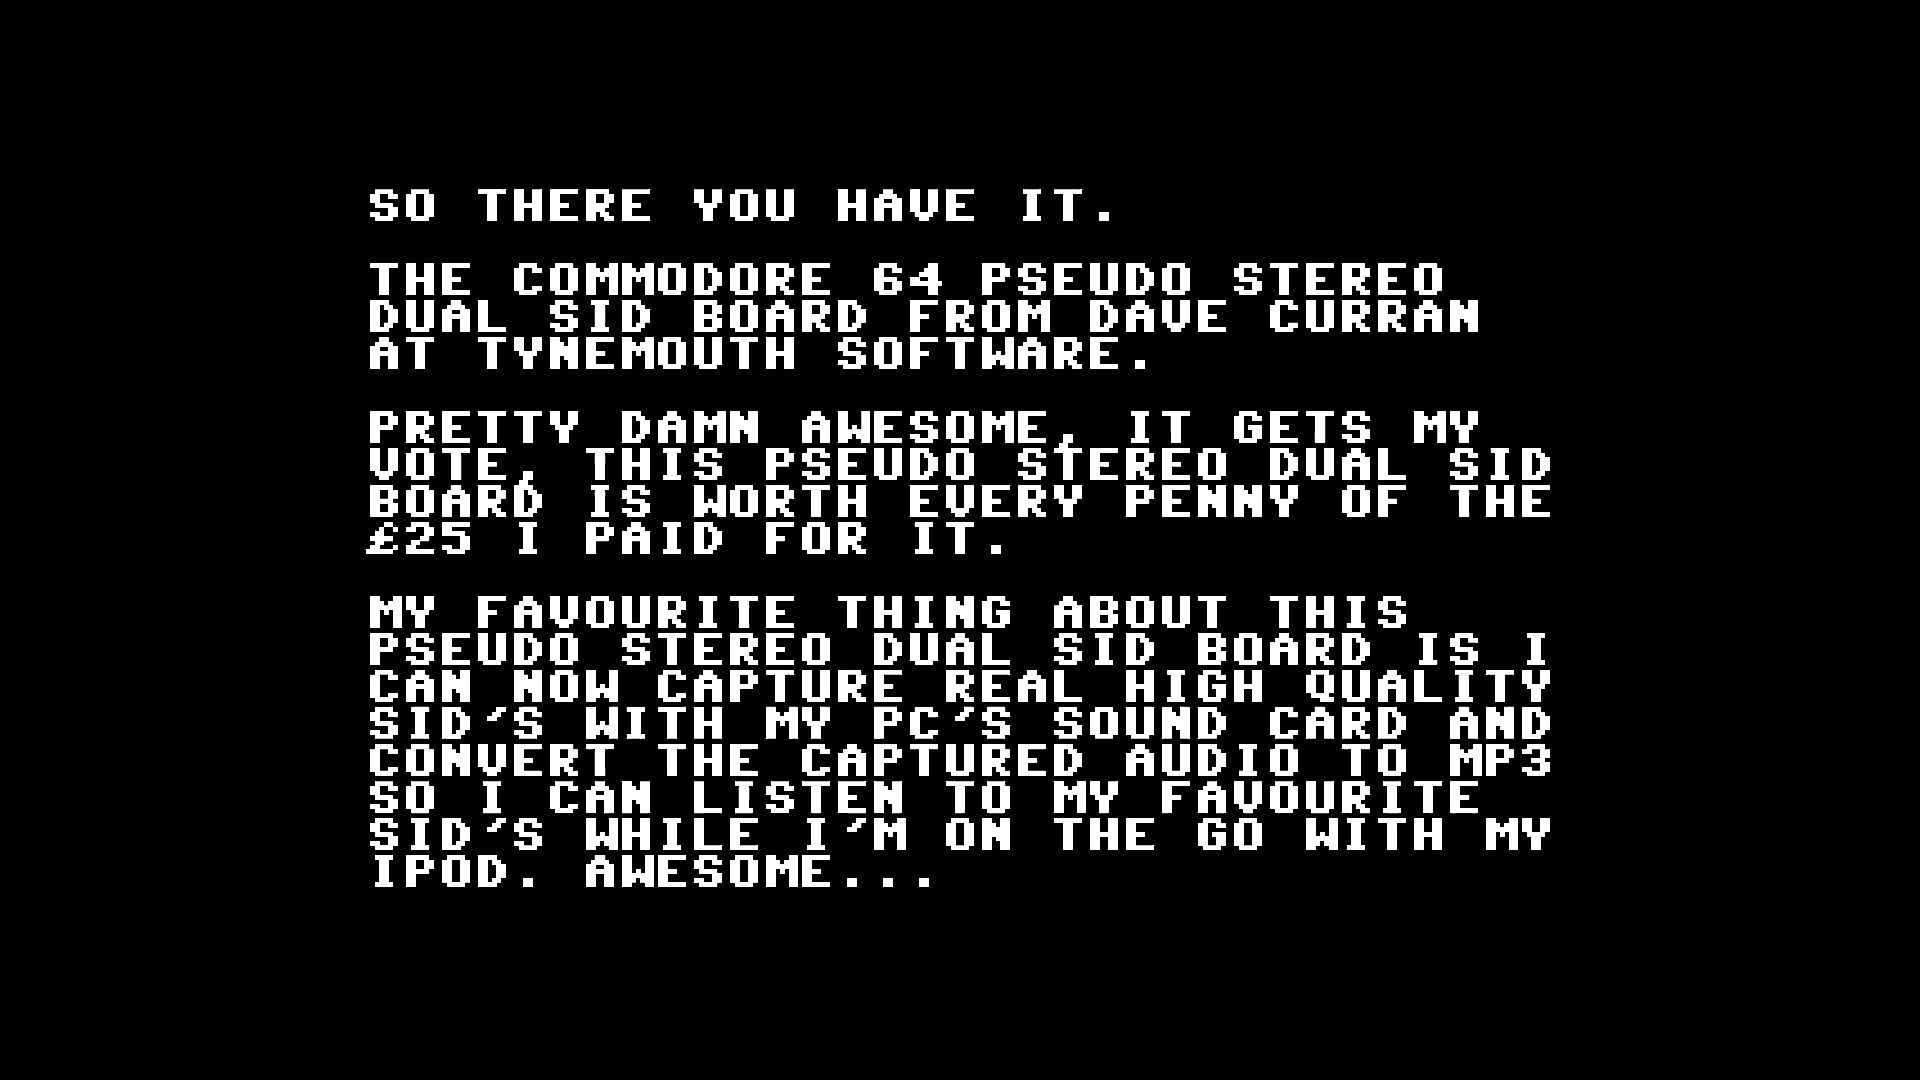 SO THERE YOU HAVE IT.
THE COMMODORE 64 PSEUDO STEREO
DUAL SID BOARD FROM DAVE CURRAN
AT TYNEMOUTH SOFTWARE.
PRETTY DAMN AWESOME, IT GETS MY
VOTE, THIS PSEUDO STEREO DUAL SID
BOARD IS WORTH EVERY PENNY OF THE
£25 I PAID FOR IT.
MY FAVOURITE THING ABOUT THIS
PSEUDO STEREO DUAL SID BOARD IS I
CAN NOW CAPTURE REAL HIGH QUALITY
SID'S WITH MY PC'S SOUND CARD AND
CONVERT THE CAPTURED AUDIO TO MP3
SO I CAN LISTEN TO MY FAVOURITE
SID'S WHILE I'M ON THE GO WITH MY
IPOD. AWESOME...